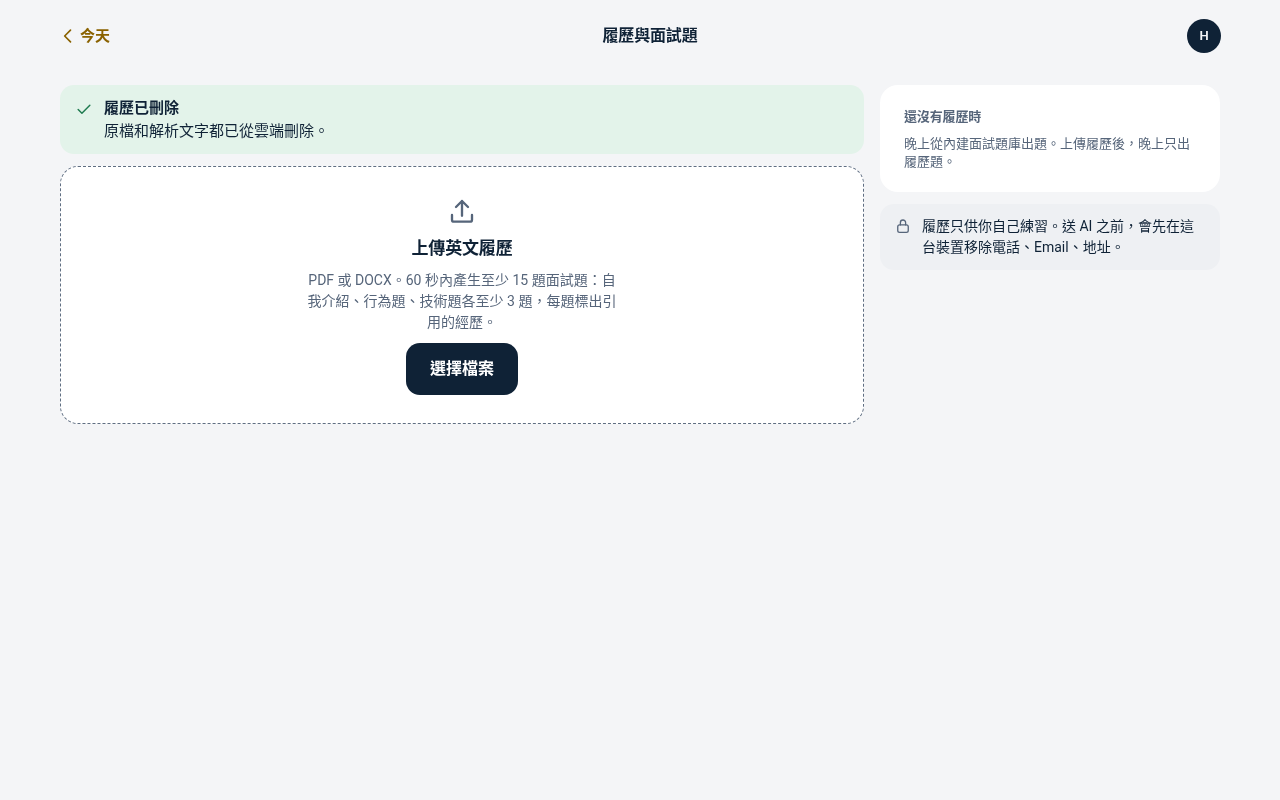 今天
履歷與面試題
H
履歷已刪除
原檔和解析文字都已從雲端刪除。
上傳英文履歷
PDF 或 DOCX。60 秒內產生至少 15 題面試題：自
我介紹、行為題、技術題各至少 3 題，每題標出引
用的經歷。
選擇檔案
還沒有履歷時
晚上從內建面試題庫出題。上傳履歷後，晚上只出
履歷題。
履歷只供你自己練習。送 AI 之前，會先在這
台裝置移除電話、Email、地址。